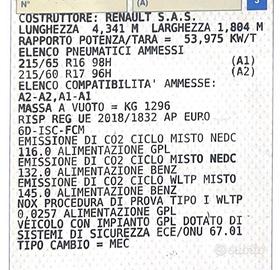 N°
(A)
3
COSTRUTTORE: RENAULT S.A.S.
LUNGHEZZA 4,341 M LARGHEZZA 1,804 M
RAPPORTO POTENZA/TARA = 53,975 KW/T
ELENCO PNEUMATICI AMMESSI
215/65 R16 98H (A1)
215/60 R17 96H (A2)
ELENCO COMPATIBILITA' AMMESSE:
A2-A2,A1-A1
MASSA A VUOTO = KG 1296
RISP REG UE 2018/1832 AP EURO
6D-ISC-FCM
EMISSIONE DI CO2 CICLO MISTO NEDC
116.0 ALIMENTAZIONE GPL
EMISSIONE DI CO2 CICLO MISTO NEDC
132.0 ALIMENTAZIONE BENZ
EMISSIONE DI CO2 CICLO WLTP MISTO
145.0 ALIMENTAZIONE BENZ
NOX PROCEDURA DI PROVA TIPO I WLTP
0,0257 ALIMENTAZIONE GPL
VEICOLO CON IMPIANTO GPL DOTATO DI
SISTEMI DI SICUREZZA ECE/ONU 67.01
TIPO CAMBIO = MEC
subito